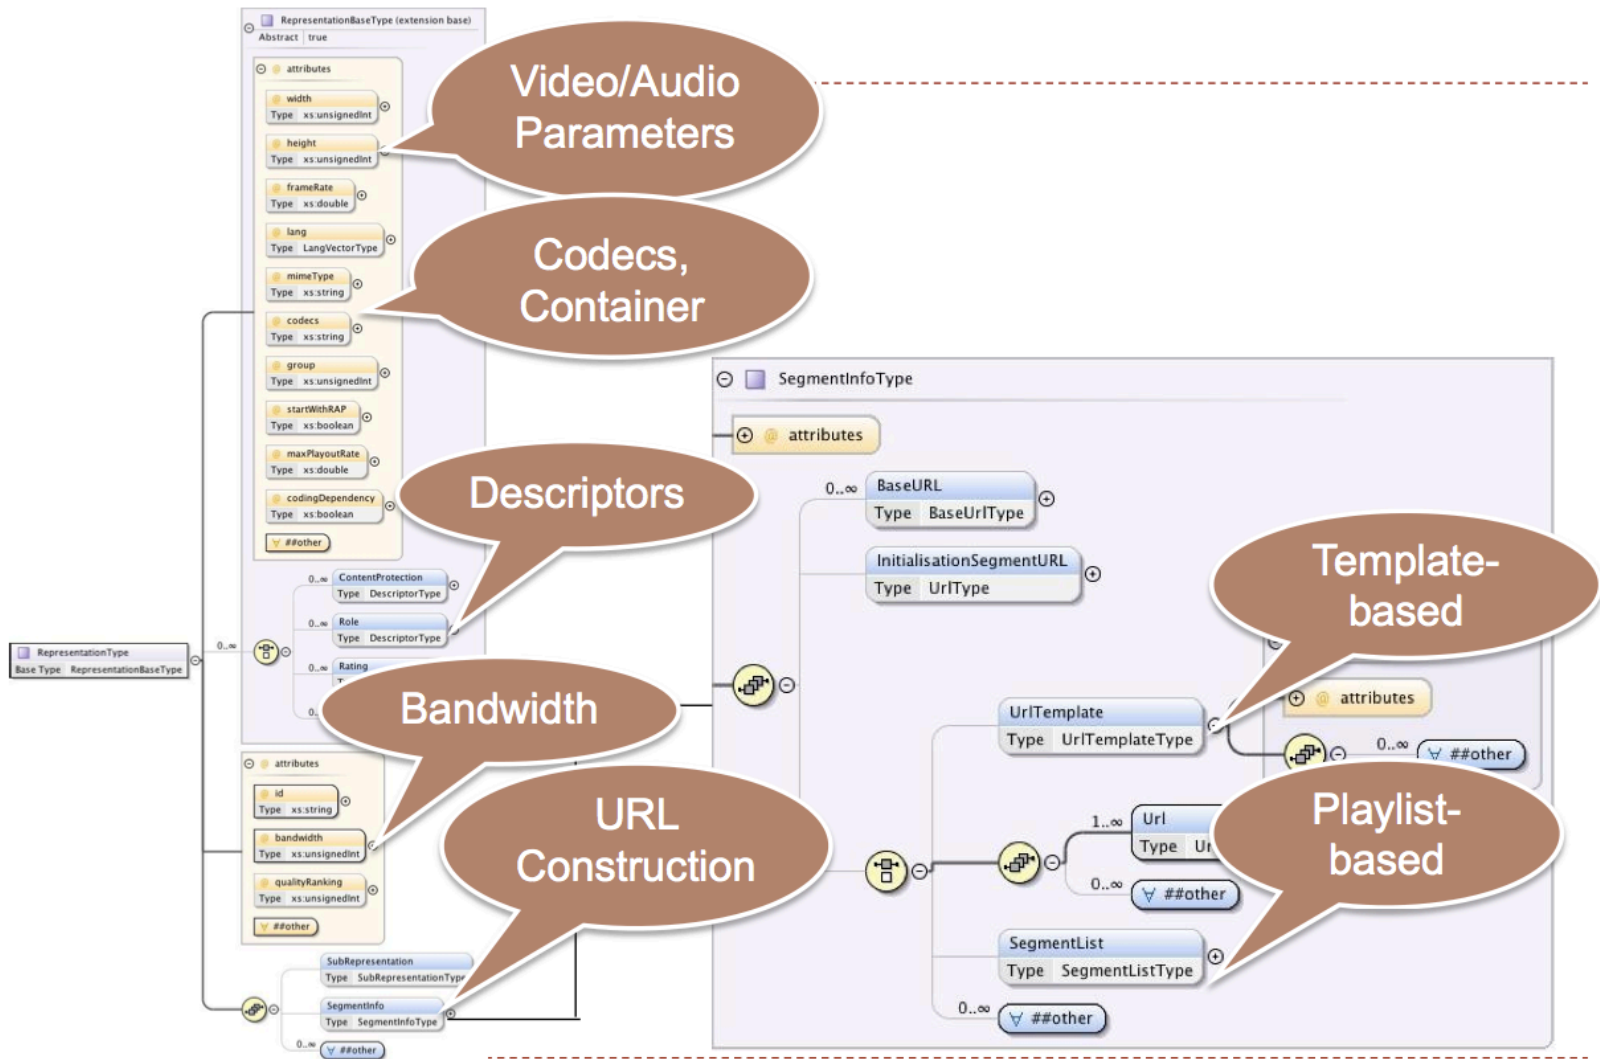 RepresentationBaseType (extension base)
Abstract true
@ attributes
@ width
Type xs:unsignedInt
@ height
Type xs:unsignedInt
@ frameRate
Type xs:double
@ lang
Type LangVectorType
@ mimeType
Type xs:string
@ codecs
Type xs:string
@ group
Type xs:unsignedInt
@ startWithRAP
Type xs:boolean
@ maxPlayoutRate
Type xs:double
@ codingDependency
Type xs:boolean
##other
0..∞ ContentProtection
Type DescriptorType
0..∞ Role
Type DescriptorType
0..∞ Rating
0..∞
RepresentationType
Base Type RepresentationBaseType
@ attributes
@ id
Type xs:string
@ bandwidth
Type xs:unsignedInt
@ qualityRanking
Type xs:unsignedInt
##other
SubRepresentation
Type SubRepresentationType
SegmentInfo
Type SegmentInfoType
0..∞ ##other
Video/Audio
Parameters
Codecs,
Container
Descriptors
Bandwidth
URL
Construction
SegmentInfoType
@ attributes
0..∞ BaseURL
Type BaseUrlType
InitialisationSegmentURL
Type UrlType
UrlTemplate
Type UrlTemplateType
@ attributes
0..∞ ##other
1..∞ Url
Type
0..∞ ##other
SegmentList
Type SegmentListType
0..∞ ##other
Template-
based
Playlist-
based